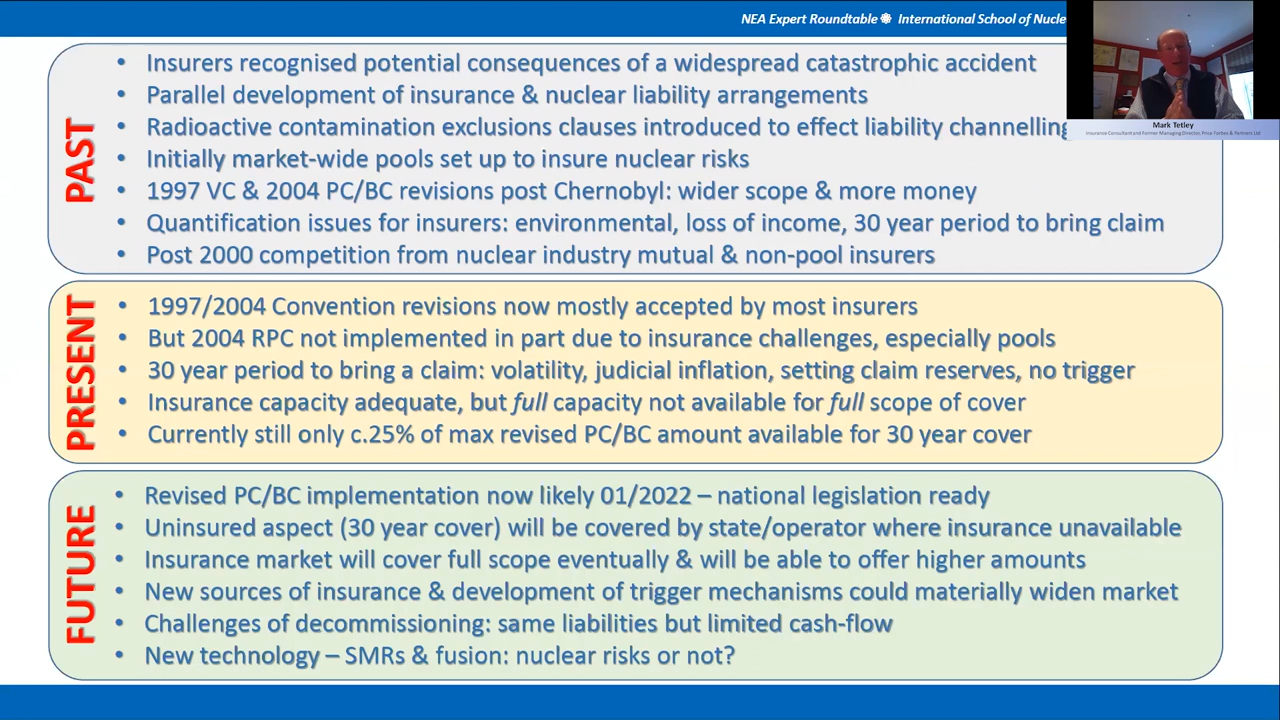 NEA Expert Roundtable ❋ International School of Nucle
Mark Tetley
Insurance Consultant and Former Managing Director, Price Forbes & Partners Ltd
PAST
• Insurers recognised potential consequences of a widespread catastrophic accident
• Parallel development of insurance & nuclear liability arrangements
• Radioactive contamination exclusions clauses introduced to effect liability channelling
• Initially market-wide pools set up to insure nuclear risks
• 1997 VC & 2004 PC/BC revisions post Chernobyl: wider scope & more money
• Quantification issues for insurers: environmental, loss of income, 30 year period to bring claim
• Post 2000 competition from nuclear industry mutual & non-pool insurers
PRESENT
• 1997/2004 Convention revisions now mostly accepted by most insurers
• But 2004 RPC not implemented in part due to insurance challenges, especially pools
• 30 year period to bring a claim: volatility, judicial inflation, setting claim reserves, no trigger
• Insurance capacity adequate, but full capacity not available for full scope of cover
• Currently still only c.25% of max revised PC/BC amount available for 30 year cover
FUTURE
• Revised PC/BC implementation now likely 01/2022 – national legislation ready
• Uninsured aspect (30 year cover) will be covered by state/operator where insurance unavailable
• Insurance market will cover full scope eventually & will be able to offer higher amounts
• New sources of insurance & development of trigger mechanisms could materially widen market
• Challenges of decommissioning: same liabilities but limited cash-flow
• New technology – SMRs & fusion: nuclear risks or not?